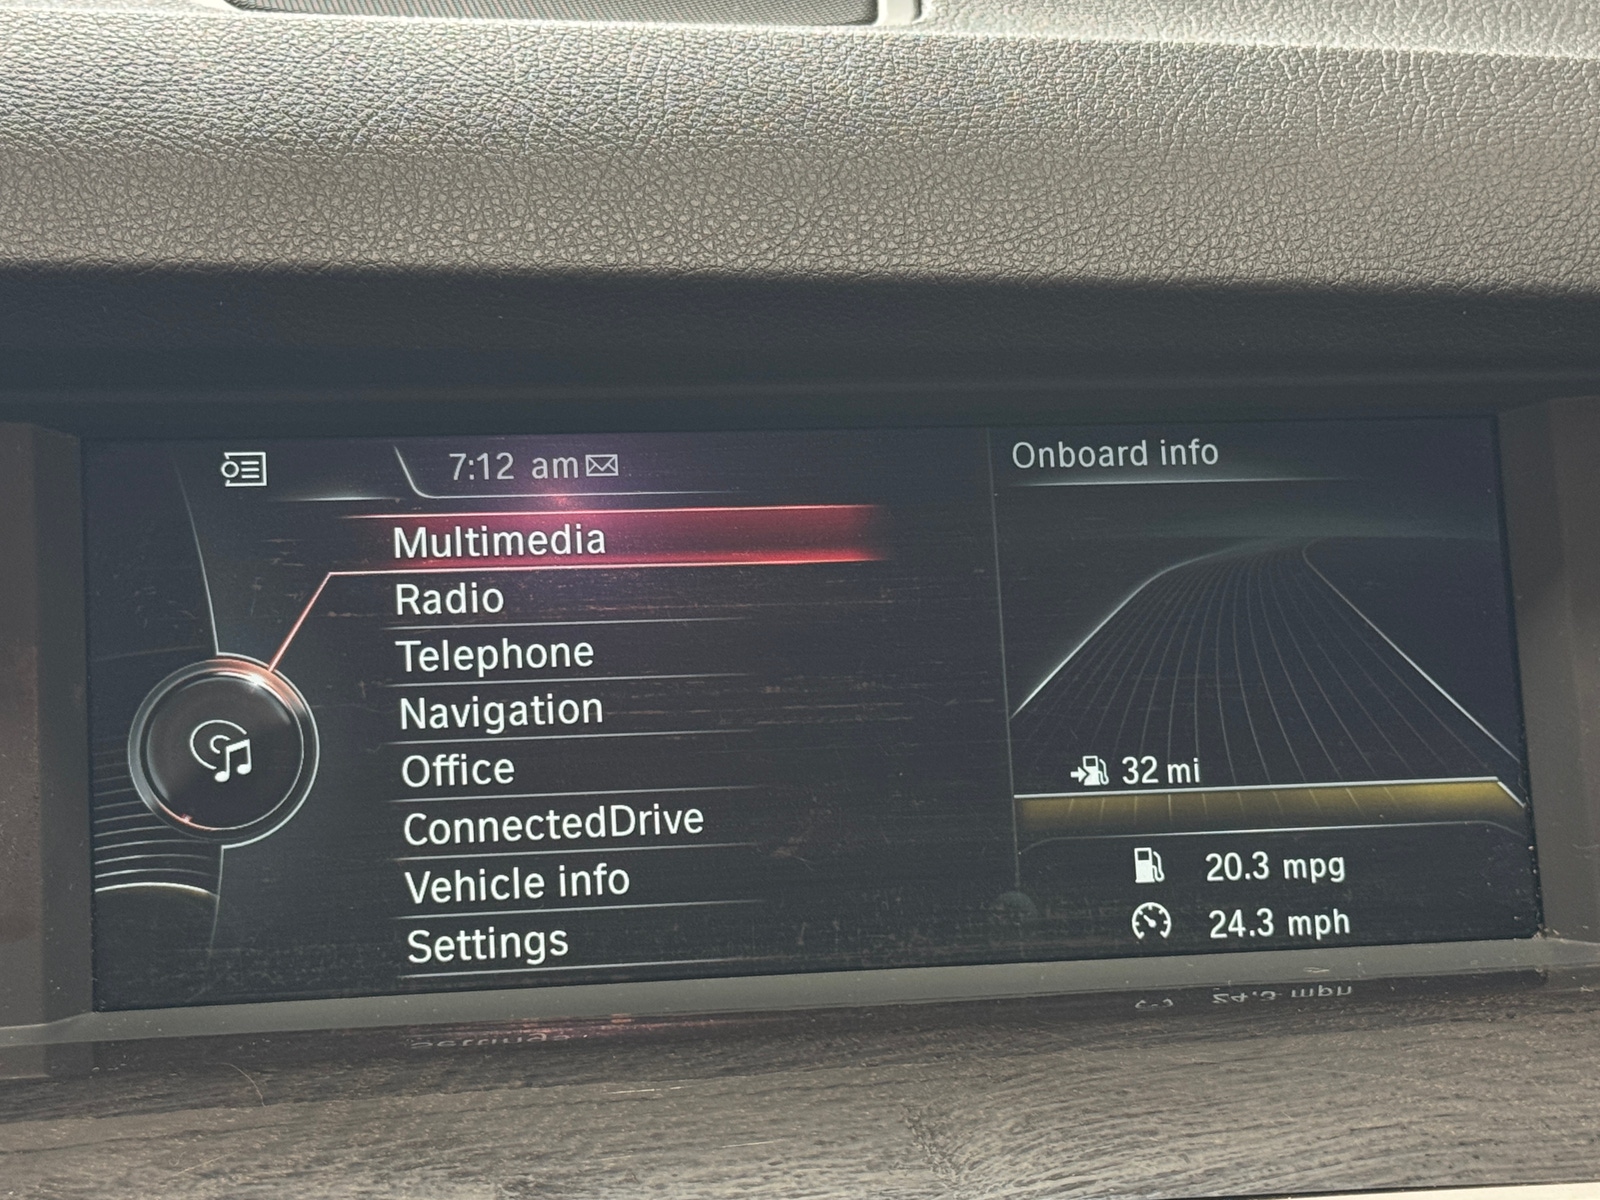 7:12 am
Multimedia
Radio
Telephone
Navigation
Office
ConnectedDrive
Vehicle info
Settings
Onboard info
32 mi
20.3 mpg
24.3 mph